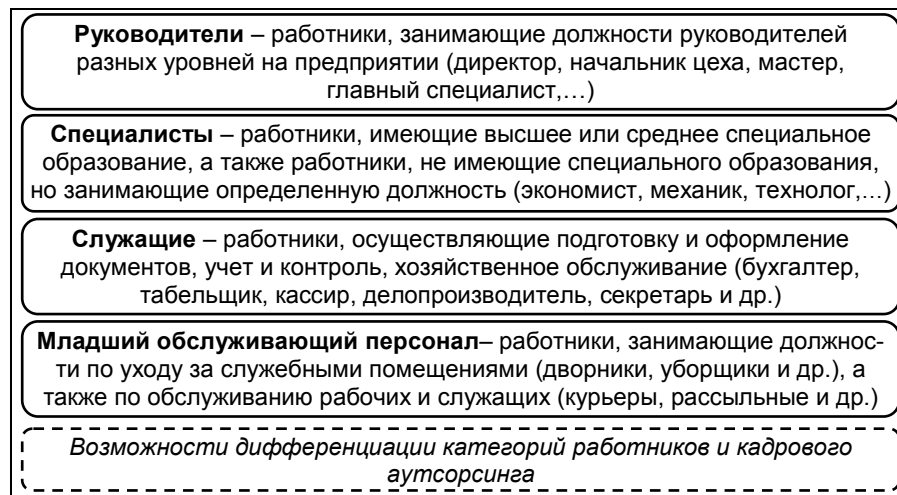 Руководители – работники, занимающие должности руководителей
разных уровней на предприятии (директор, начальник цеха, мастер,
главный специалист,…)
Специалисты – работники, имеющие высшее или среднее специальное
образование, а также работники, не имеющие специального образования,
но занимающие определенную должность (экономист, механик, технолог,…)
Служащие – работники, осуществляющие подготовку и оформление
документов, учет и контроль, хозяйственное обслуживание (бухгалтер,
табельщик, кассир, делопроизводитель, секретарь и др.)
Младший обслуживающий персонал– работники, занимающие должнос-
ти по уходу за служебными помещениями (дворники, уборщики и др.), а
также по обслуживанию рабочих и служащих (курьеры, рассыльные и др.)
Возможности дифференциации категорий работников и кадрового
аутсорсинга